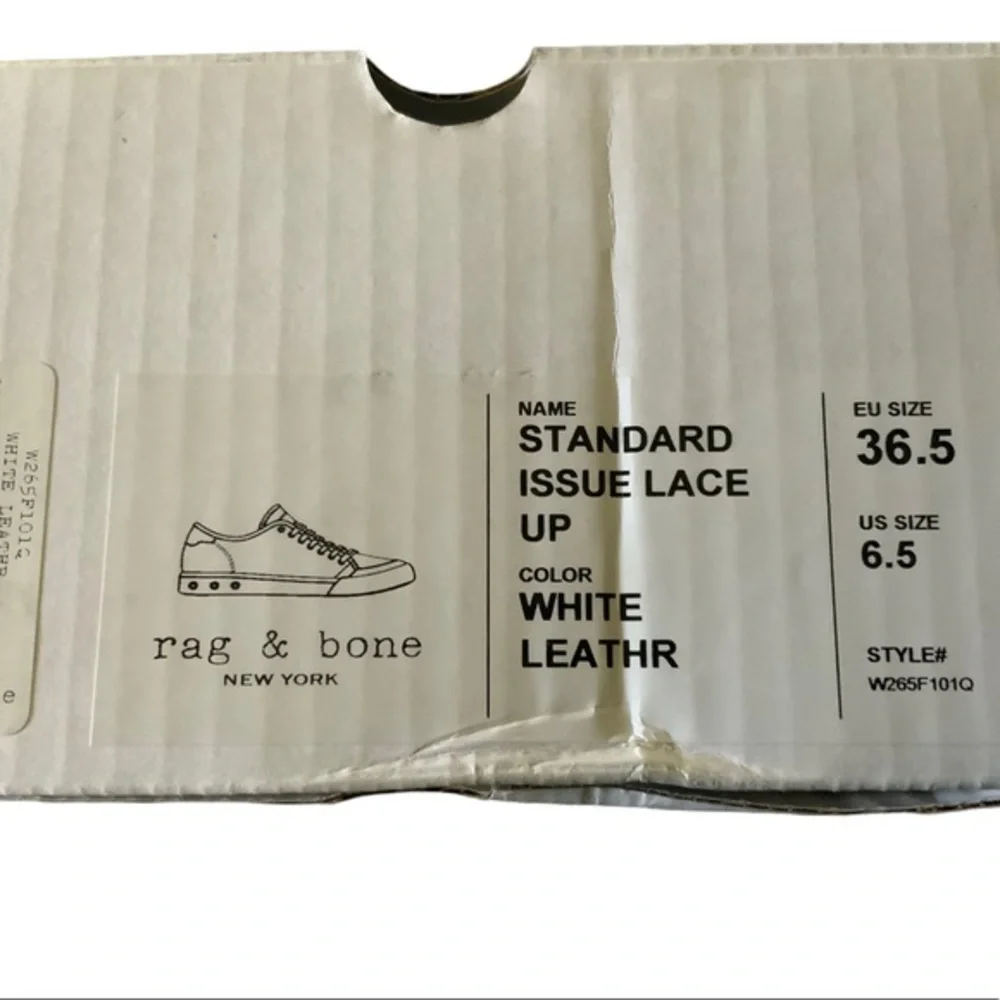 W265F101Q
WHITE LEATHR
e
rag & bone
NEW YORK
NAME
STANDARD
ISSUE LACE
UP
COLOR
WHITE
LEATHR
EU SIZE
36.5
US SIZE
6.5
STYLE#
W265F101Q